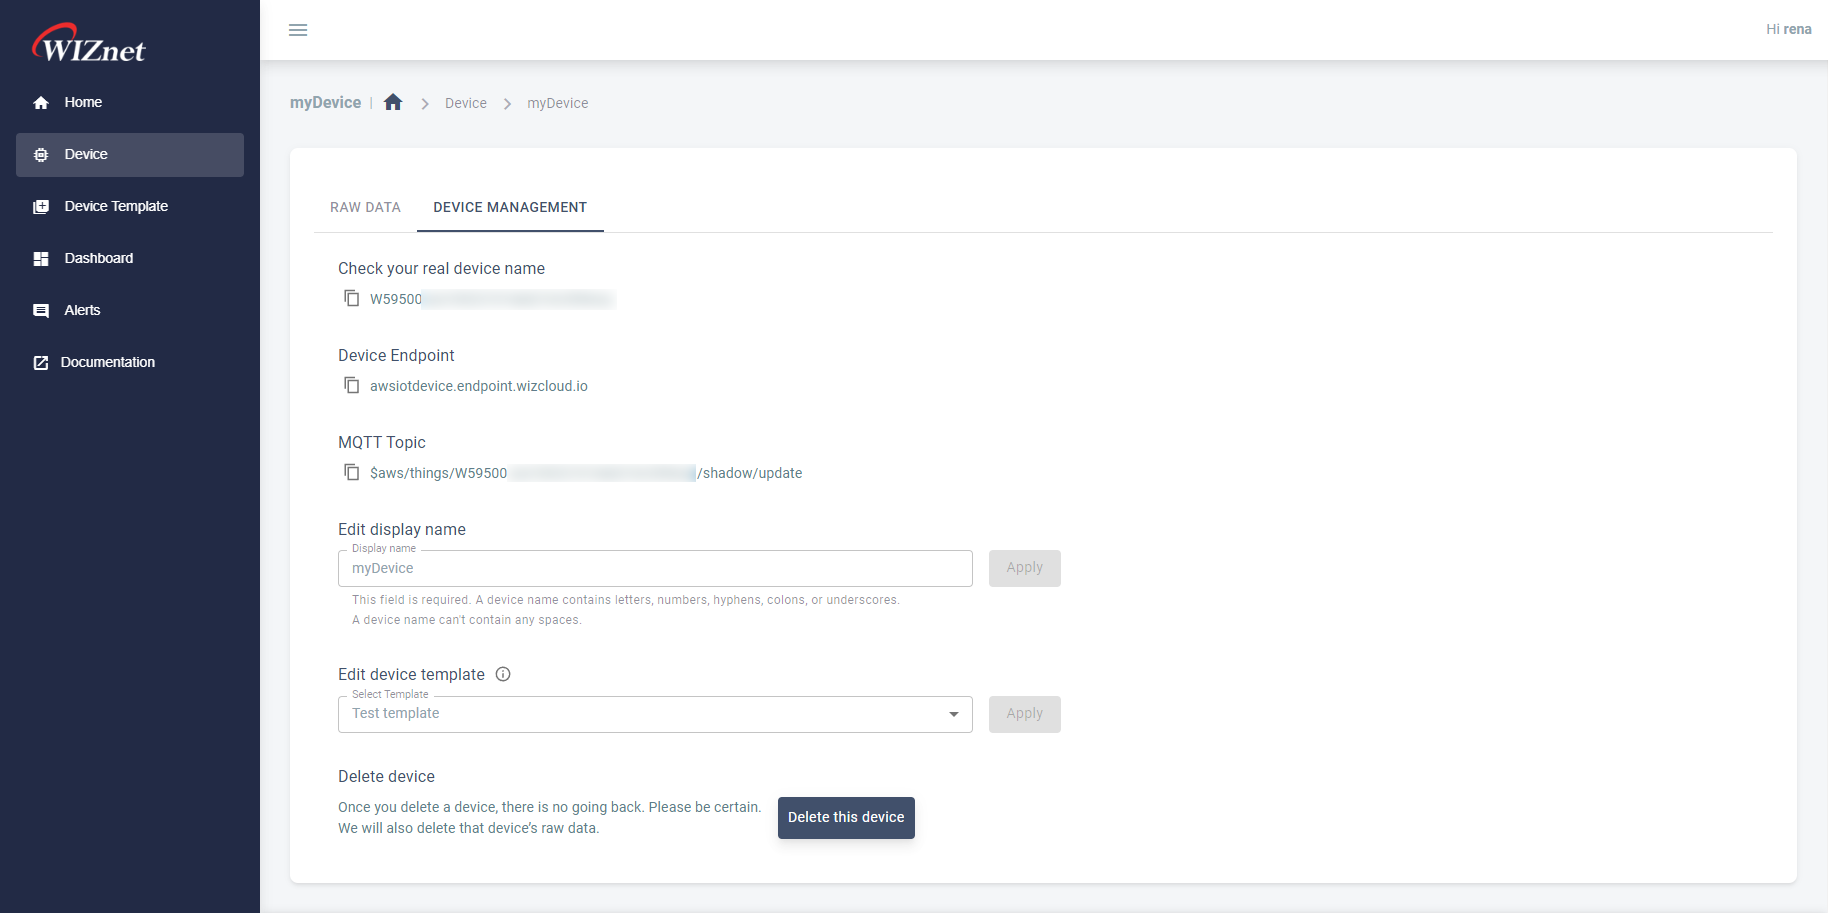 WIZnet
Home
Device
Device Template
Dashboard
Alerts
Documentation
Hi rena
myDevice | Device myDevice
RAW DATA DEVICE MANAGEMENT
Check your real device name
W59500
Device Endpoint
awsiotdevice.endpoint.wizcloud.io
MQTT Topic
$aws/things/W59500 /shadow/update
Edit display name
Display name
myDevice
Apply
This field is required. A device name contains letters, numbers, hyphens, colons, or underscores.
A device name can't contain any spaces.
Edit device template
Select Template
Test template
Apply
Delete device
Once you delete a device, there is no going back. Please be certain.
We will also delete that device’s raw data.
Delete this device